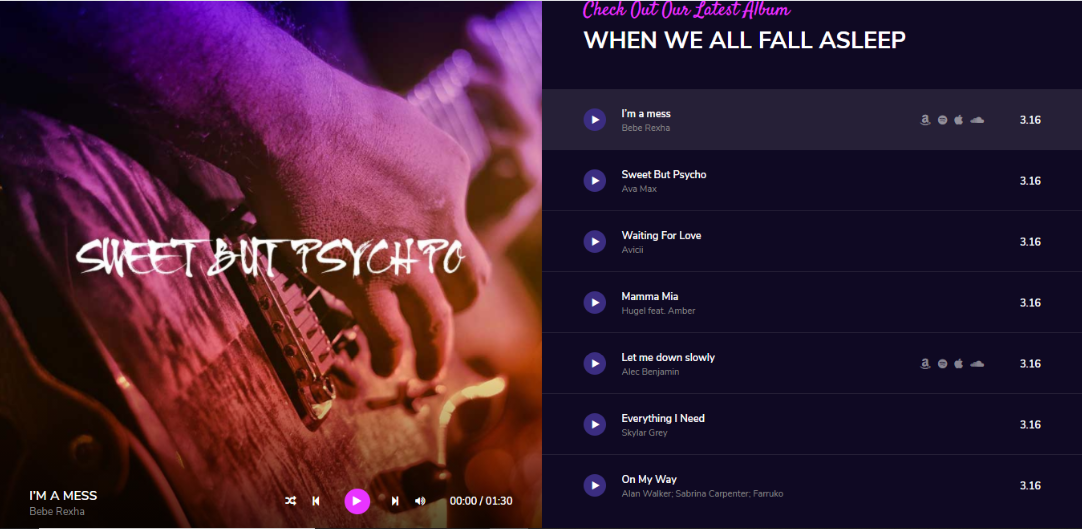 SWEET BUT PSYCHPO
I'M A MESS
Bebe Rexha
00:00 / 01:30
Check Out Our Latest Album
WHEN WE ALL FALL ASLEEP
I'm a mess
Bebe Rexha
3.16
Sweet But Psycho
Ava Max
3.16
Waiting For Love
Avicii
3.16
Mamma Mia
Hugel feat. Amber
3.16
Let me down slowly
Alec Benjamin
3.16
Everything I Need
Skylar Grey
3.16
On My Way
Alan Walker; Sabrina Carpenter; Farruko
3.16